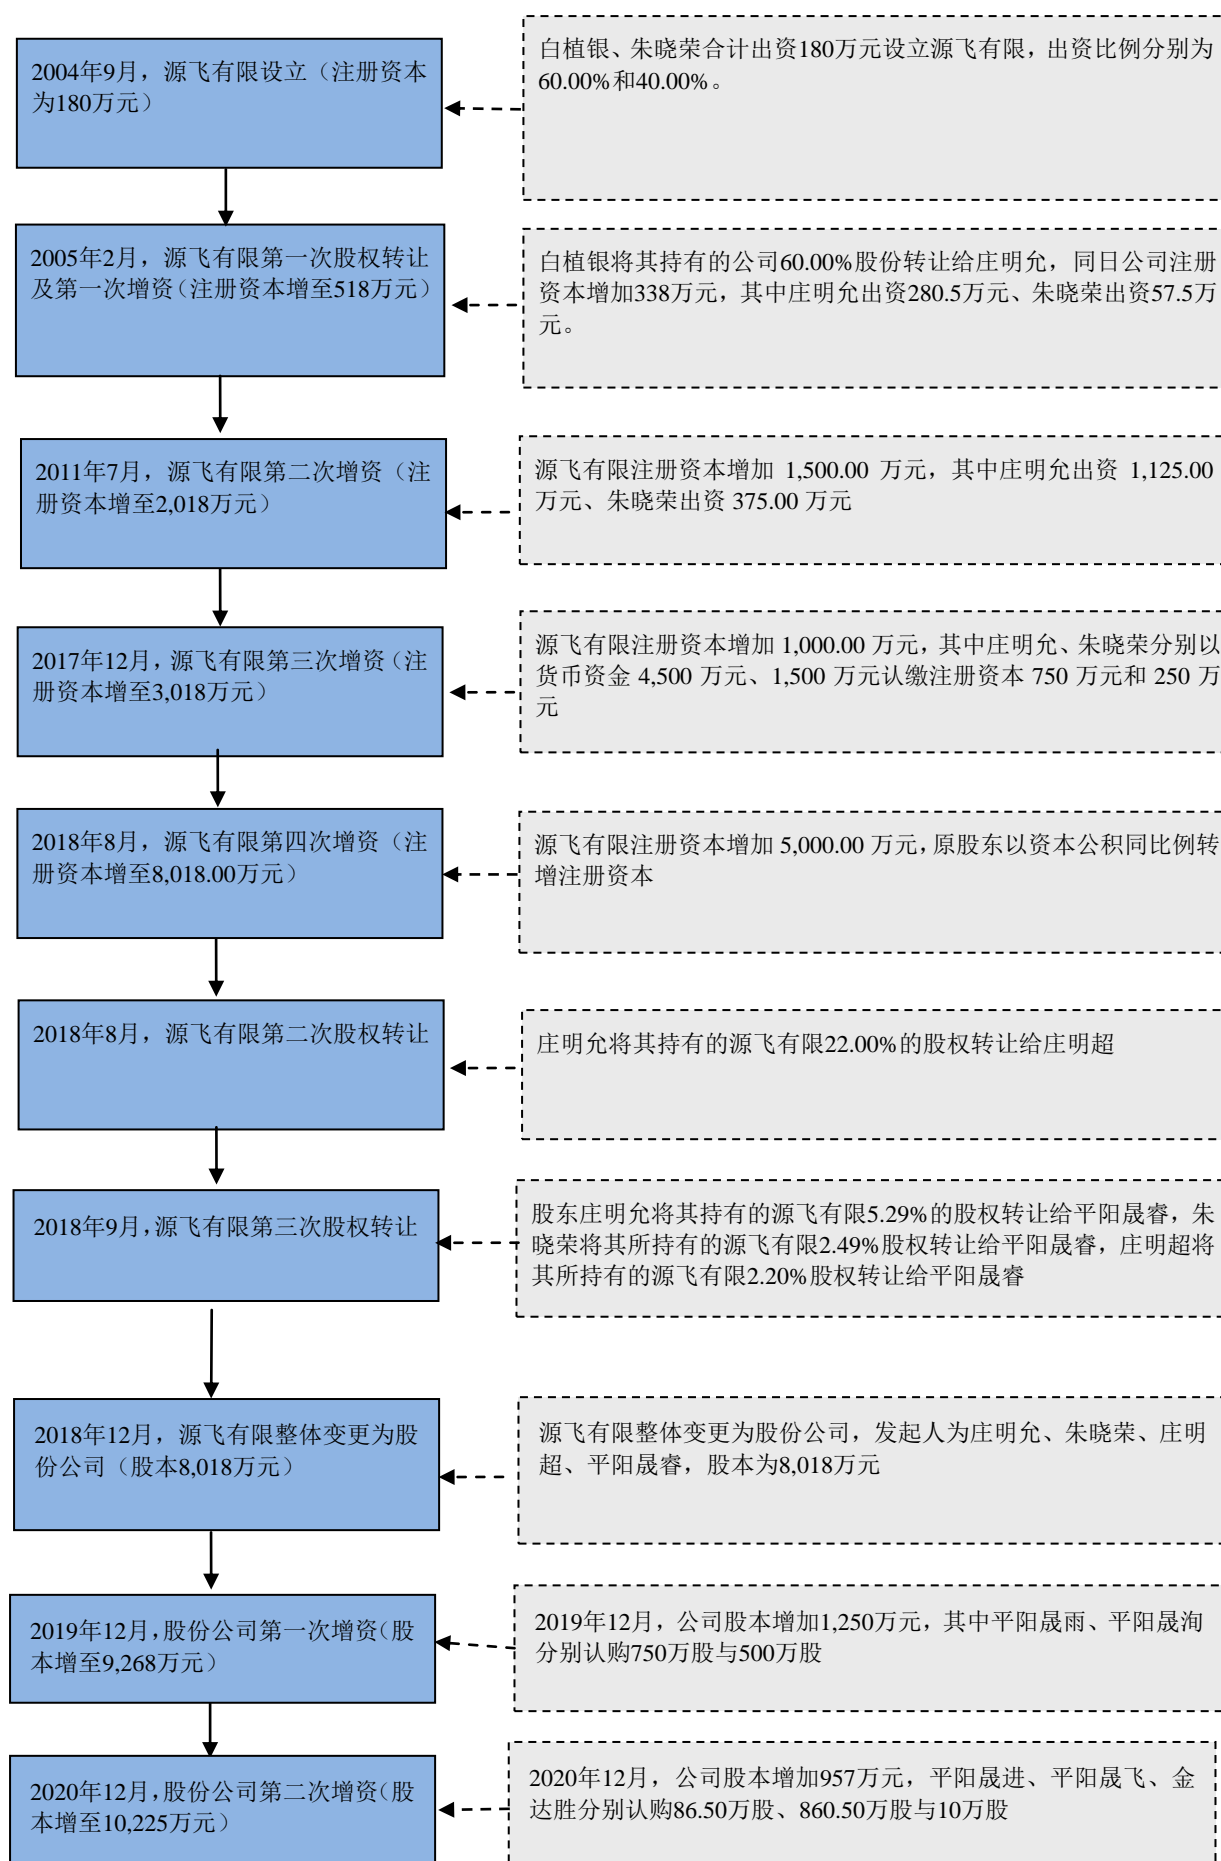 2004年9月，源飞有限设立（注册资本
为180万元）
白植银、朱晓荣合计出资180万元设立源飞有限，出资比例分别为
60.00%和40.00%。
2005年2月，源飞有限第一次股权转让
及第一次增资（注册资本增至518万元）
白植银将其持有的公司60.00%股份转让给庄明允，同日公司注册
资本增加338万元，其中庄明允出资280.5万元、朱晓荣出资57.5万
元。
2011年7月，源飞有限第二次增资（注
册资本增至2,018万元）
源飞有限注册资本增加 1,500.00 万元，其中庄明允出资 1,125.00
万元、朱晓荣出资 375.00 万元
2017年12月，源飞有限第三次增资（注
册资本增至3,018万元）
源飞有限注册资本增加 1,000.00 万元，其中庄明允、朱晓荣分别以
货币资金 4,500 万元、1,500 万元认缴注册资本 750 万元和 250 万
元
2018年8月，源飞有限第四次增资（注
册资本增至8,018.00万元）
源飞有限注册资本增加 5,000.00 万元，原股东以资本公积同比例转
增注册资本
2018年8月，源飞有限第二次股权转让
庄明允将其持有的源飞有限22.00%的股权转让给庄明超
2018年9月，源飞有限第三次股权转让
股东庄明允将其持有的源飞有限5.29%的股权转让给平阳晟睿，朱
晓荣将其所持有的源飞有限2.49%股权转让给平阳晟睿，庄明超将
其所持有的源飞有限2.20%股权转让给平阳晟睿
2018年12月，源飞有限整体变更为股
份公司（股本8,018万元）
源飞有限整体变更为股份公司，发起人为庄明允、朱晓荣、庄明
超、平阳晟睿，股本为8,018万元
2019年12月，股份公司第一次增资（股
本增至9,268万元）
2019年12月，公司股本增加1,250万元，其中平阳晟雨、平阳晟洵
分别认购750万股与500万股
2020年12月，股份公司第二次增资（股
本增至10,225万元）
2020年12月，公司股本增加957万元，平阳晟进、平阳晟飞、金
达胜分别认购86.50万股、860.50万股与10万股